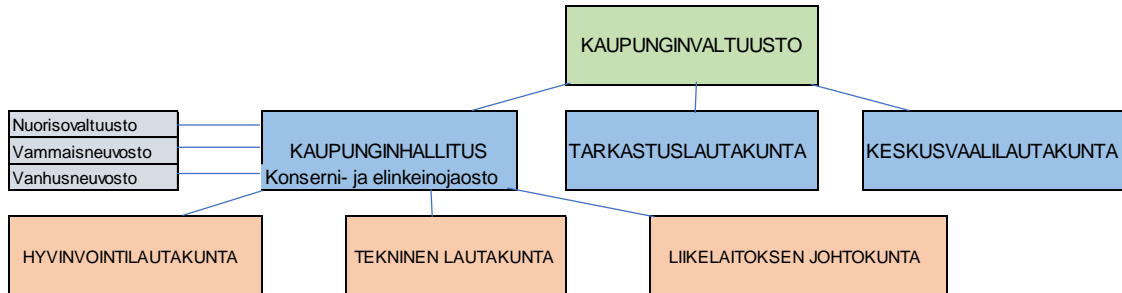 KAUPUNGINVALTUUSTO
Nuorisovaltuusto
Vammaisneuvosto
Vanhusneuvosto
KAUPUNGINHALLITUS
Konserni- ja elinkeinojaosto
TARKASTUSLAUTAKUNTA
KESKUSVAALILAUTAKUNTA
HYVINVOINTILAUTAKUNTA
TEKNINEN LAUTAKUNTA
LIIKELAITOKSEN JOHTOKUNTA